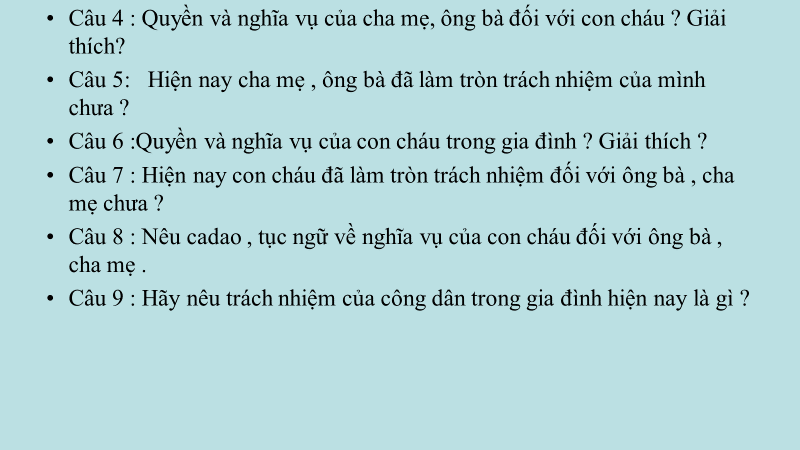 • Câu 4 : Quyền và nghĩa vụ của cha mẹ, ông bà đối với con cháu ? Giải
thích?
• Câu 5: Hiện nay cha mẹ , ông bà đã làm tròn trách nhiệm của mình
chưa ?
• Câu 6 :Quyền và nghĩa vụ của con cháu trong gia đình ? Giải thích ?
• Câu 7 : Hiện nay con cháu đã làm tròn trách nhiệm đối với ông bà , cha
mẹ chưa ?
• Câu 8 : Nêu cadao , tục ngữ về nghĩa vụ của con cháu đối với ông bà ,
cha mẹ .
• Câu 9 : Hãy nêu trách nhiệm của công dân trong gia đình hiện nay là gì ?